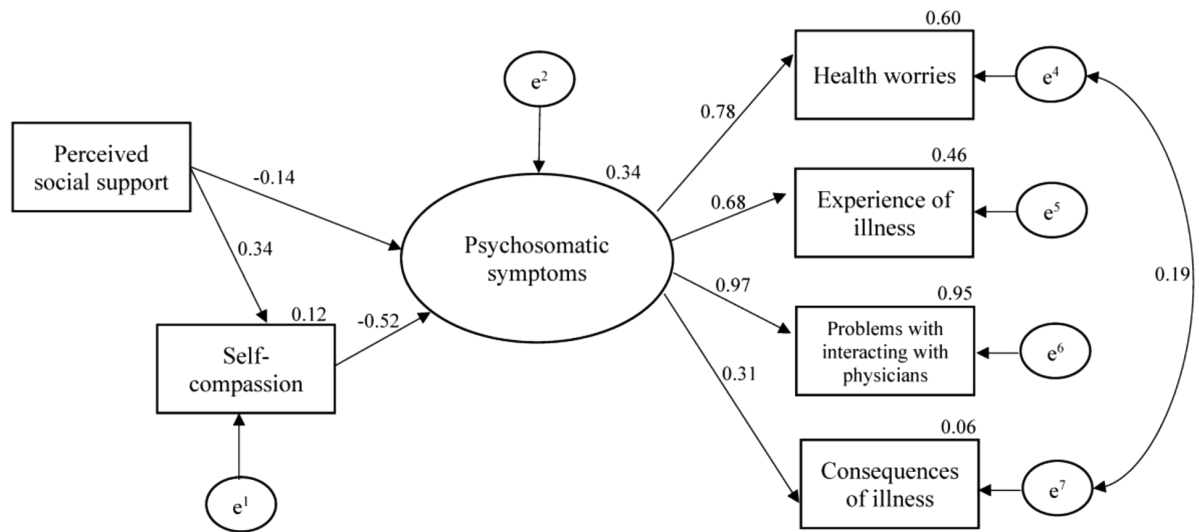 0.60
Health worries
e⁴
e²
0.78
Perceived
social support
-0.14
0.34
0.46
0.68
Experience of
illness
e⁵
Psychosomatic
symptoms
0.34
0.97
0.19
0.95
Problems with
interacting with
physicians
e⁶
0.12
-0.52
Self-
compassion
0.31
0.06
Consequences
of illness
e⁷
e¹